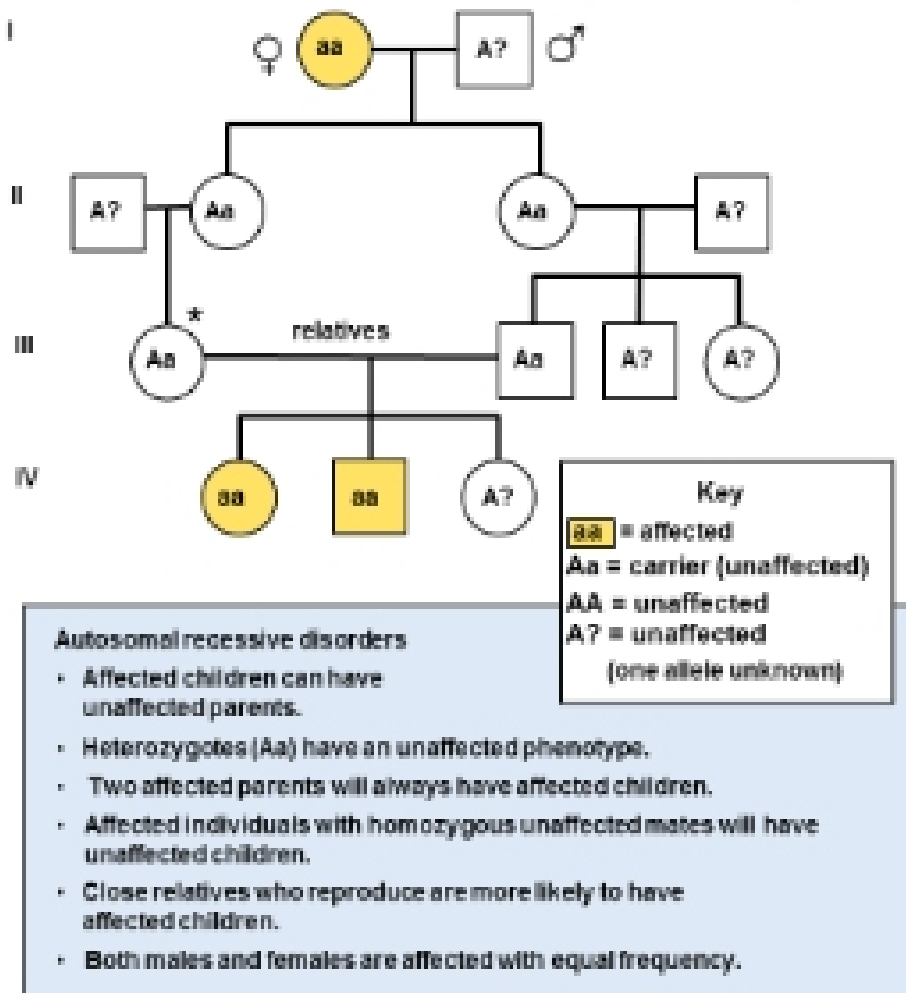 I
♀ aa A? ♂
II
A? Aa Aa A?
*
relatives
III
Aa Aa A? A?
IV
aa aa A?
Key
aa = affected
Aa = carrier (unaffected)
AA = unaffected
A? = unaffected
(one allele unknown)
Autosomal recessive disorders
• Affected children can have
unaffected parents.
• Heterozygotes (Aa) have an unaffected phenotype.
• Two affected parents will always have affected children.
• Affected individuals with homozygous unaffected mates will have
unaffected children.
• Close relatives who reproduce are more likely to have
affected children.
• Both males and females are affected with equal frequency.